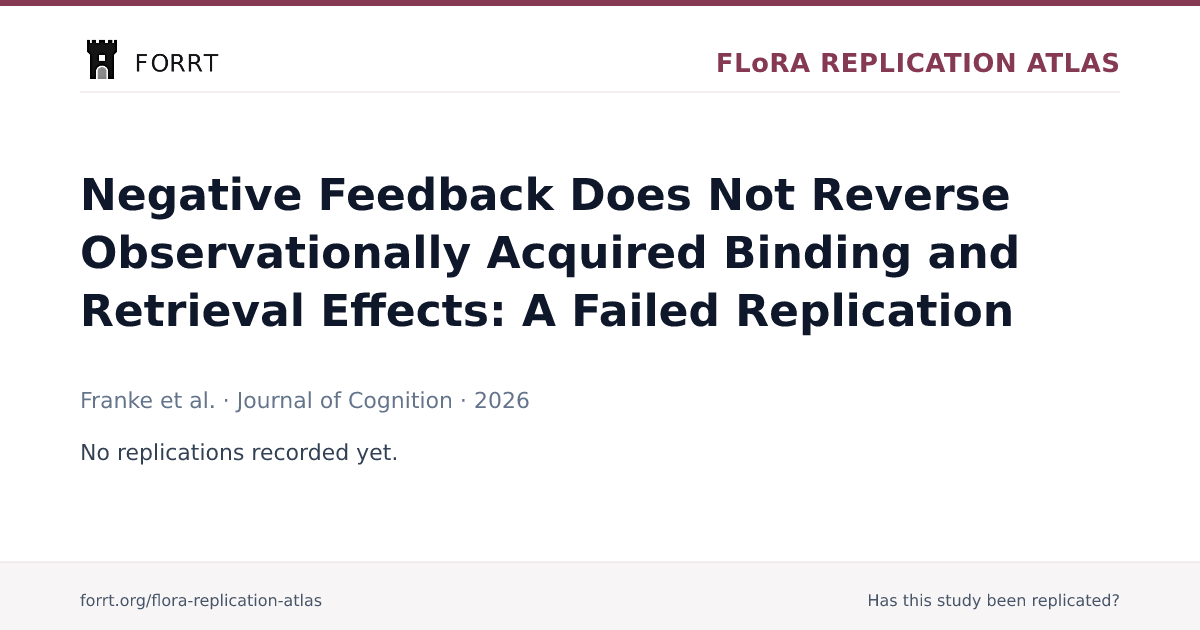 FORRT
FLoRA REPLICATION ATLAS
Negative Feedback Does Not Reverse
Observationally Acquired Binding and
Retrieval Effects: A Failed Replication
Franke et al. · Journal of Cognition · 2026
No replications recorded yet.
forrt.org/flora-replication-atlas
Has this study been replicated?